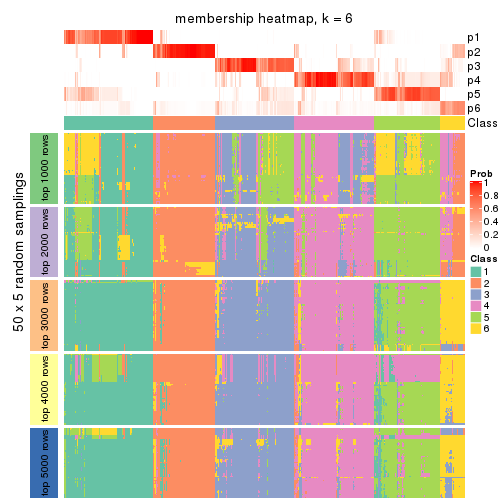 membership heatmap, k = 6
p1
p2
p3
p4
p5
p6
Class
50 x 5 random samplings
top 1000 rows
top 2000 rows
top 3000 rows
top 4000 rows
top 5000 rows
Prob
1
0.8
0.6
0.4
0.2
0
Class
1
2
3
4
5
6